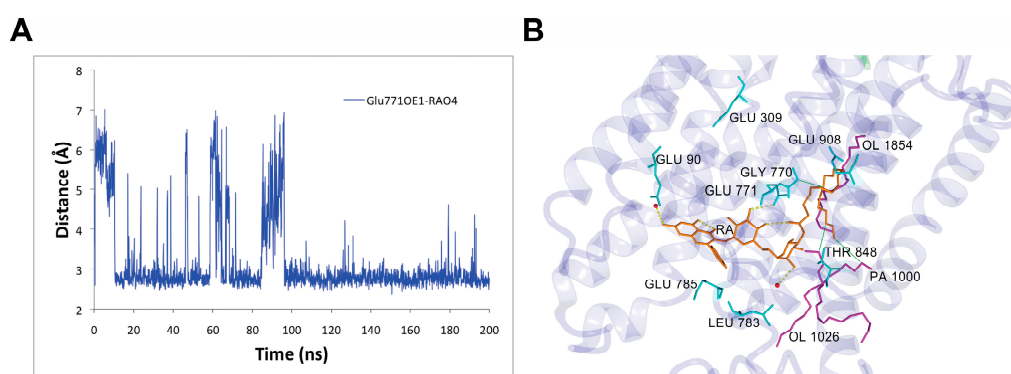 A
B
8
7
6
5
4
3
2
Distance (Å)
Glu771OE1-RAO4
0 20 40 60 80 100 120 140 160 180 200
Time (ns)
GLU 309
GLU 908
OL 1854
GLU 90
GLY 770
GLU 771
RA
THR 848
PA 1000
GLU 785
LEU 783
OL 1026